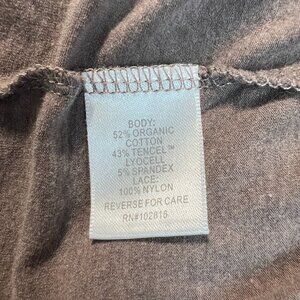 BODY:
52% ORGANIC
COTTON
43% TENCEL™
LYOCELL
5% SPANDEX
LACE:
100% NYLON
REVERSE FOR CARE
RN#102816